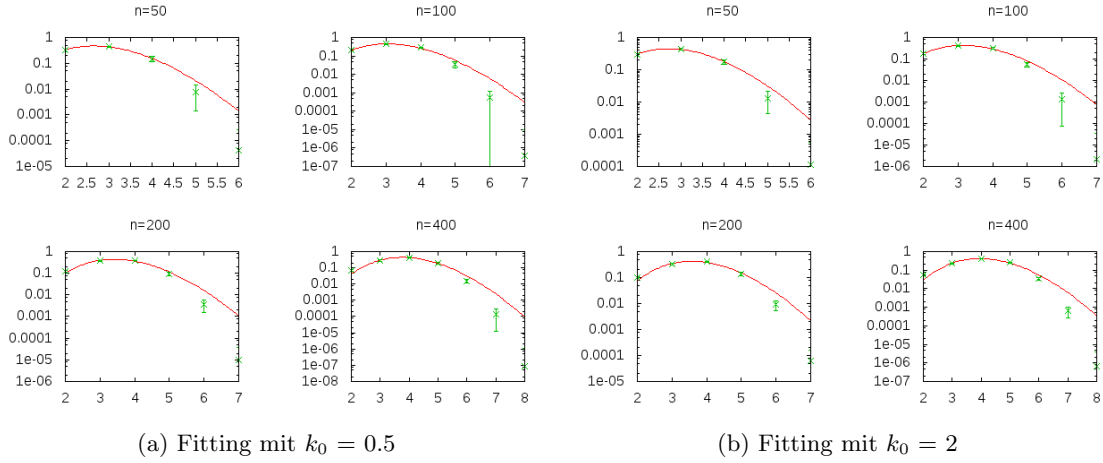 n=50
1
0.1
0.01
0.001
0.0001
1e-05
2 2.5 3 3.5 4 4.5 5 5.5 6
n=100
1
0.1
0.01
0.001
0.0001
1e-05
1e-06
1e-07
2 3 4 5 6 7
n=200
1
0.1
0.01
0.001
0.0001
1e-05
1e-06
2 3 4 5 6 7
n=400
1
0.1
0.01
0.001
0.0001
1e-05
1e-06
1e-07
1e-08
2 3 4 5 6 7 8
(a) Fitting mit k₀ = 0.5
n=50
1
0.1
0.01
0.001
0.0001
2 2.5 3 3.5 4 4.5 5 5.5 6
n=100
1
0.1
0.01
0.001
0.0001
1e-05
1e-06
2 3 4 5 6 7
n=200
1
0.1
0.01
0.001
0.0001
1e-05
2 3 4 5 6 7
n=400
1
0.1
0.01
0.001
0.0001
1e-05
1e-06
1e-07
2 3 4 5 6 7 8
(b) Fitting mit k₀ = 2